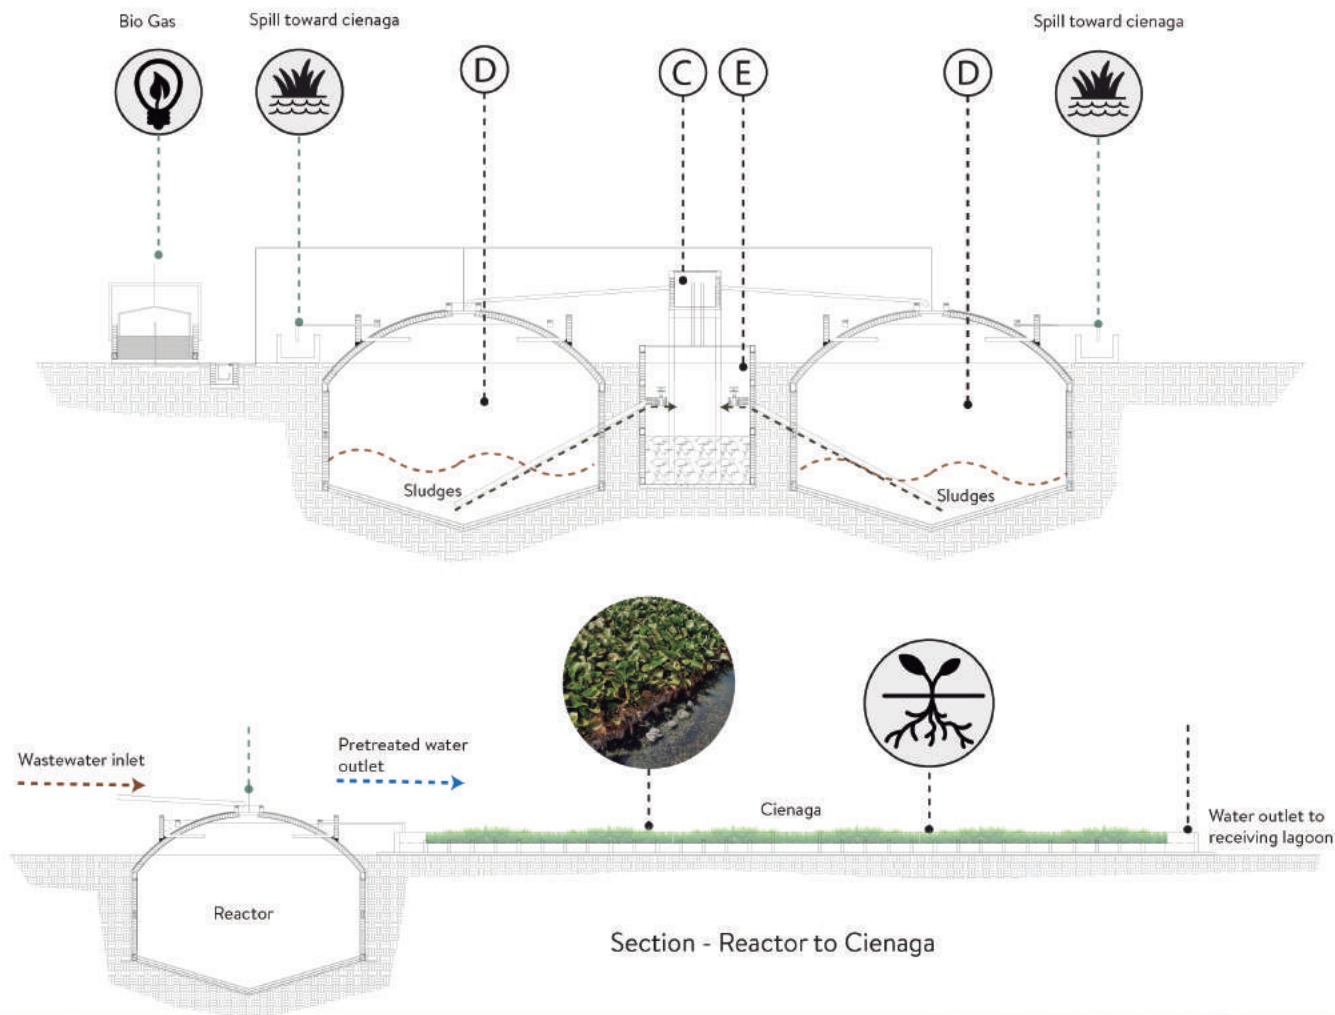 Bio Gas
Spill toward cienaga
D
C
E
D
Spill toward cienaga
Sludges
Sludges
Wastewater inlet
Pretreated water
outlet
Cienaga
Water outlet to
receiving lagoon
Reactor
Section - Reactor to Cienaga